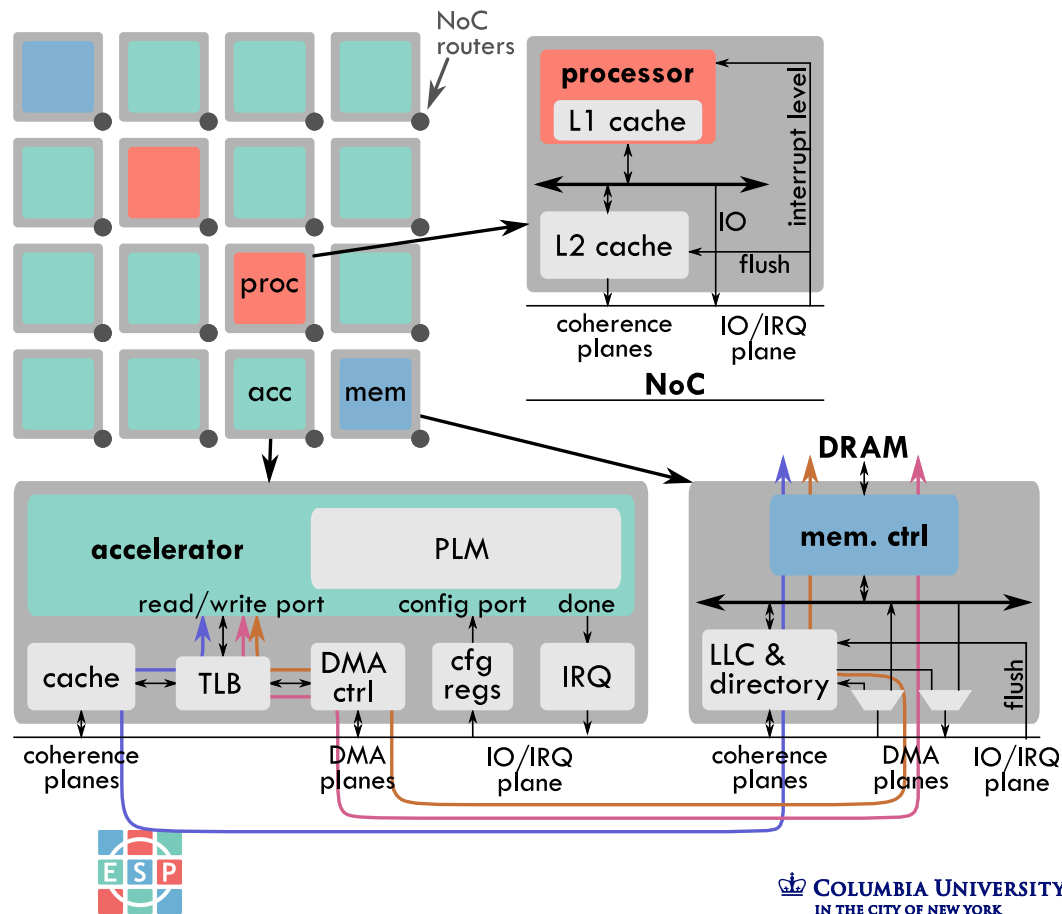 NoC
routers
processor
L1 cache
interrupt level
IO
L2 cache
flush
proc
coherence
planes
IO/IRQ
plane
NoC
acc
mem
DRAM
accelerator
PLM
mem. ctrl
read/write port
config port
done
cache
TLB
DMA
ctrl
cfg
regs
IRQ
LLC &
directory
flush
coherence
planes
DMA
planes
IO/IRQ
plane
coherence
planes
DMA
planes
IO/IRQ
plane
E S P
COLUMBIA UNIVERSITY
IN THE CITY OF NEW YORK